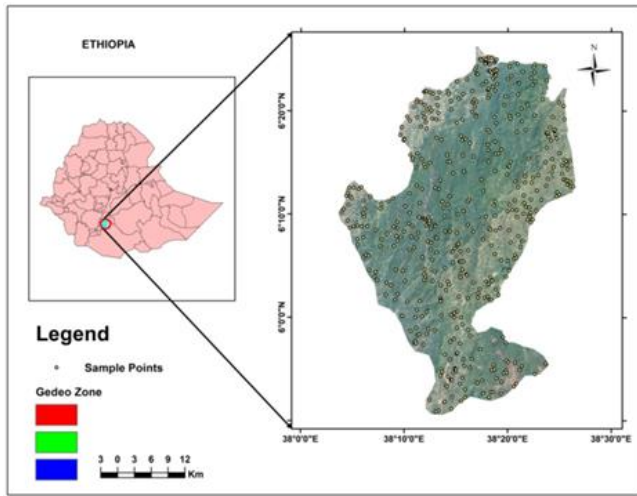 ETHIOPIA
N
6°20'0"N
6°10'0"N
6°0'0"N
38°0'0"E 38°10'0"E 38°20'0"E 38°30'0"E
Legend
Sample Points
Gedeo Zone
3 0 3 6 9 12
Km